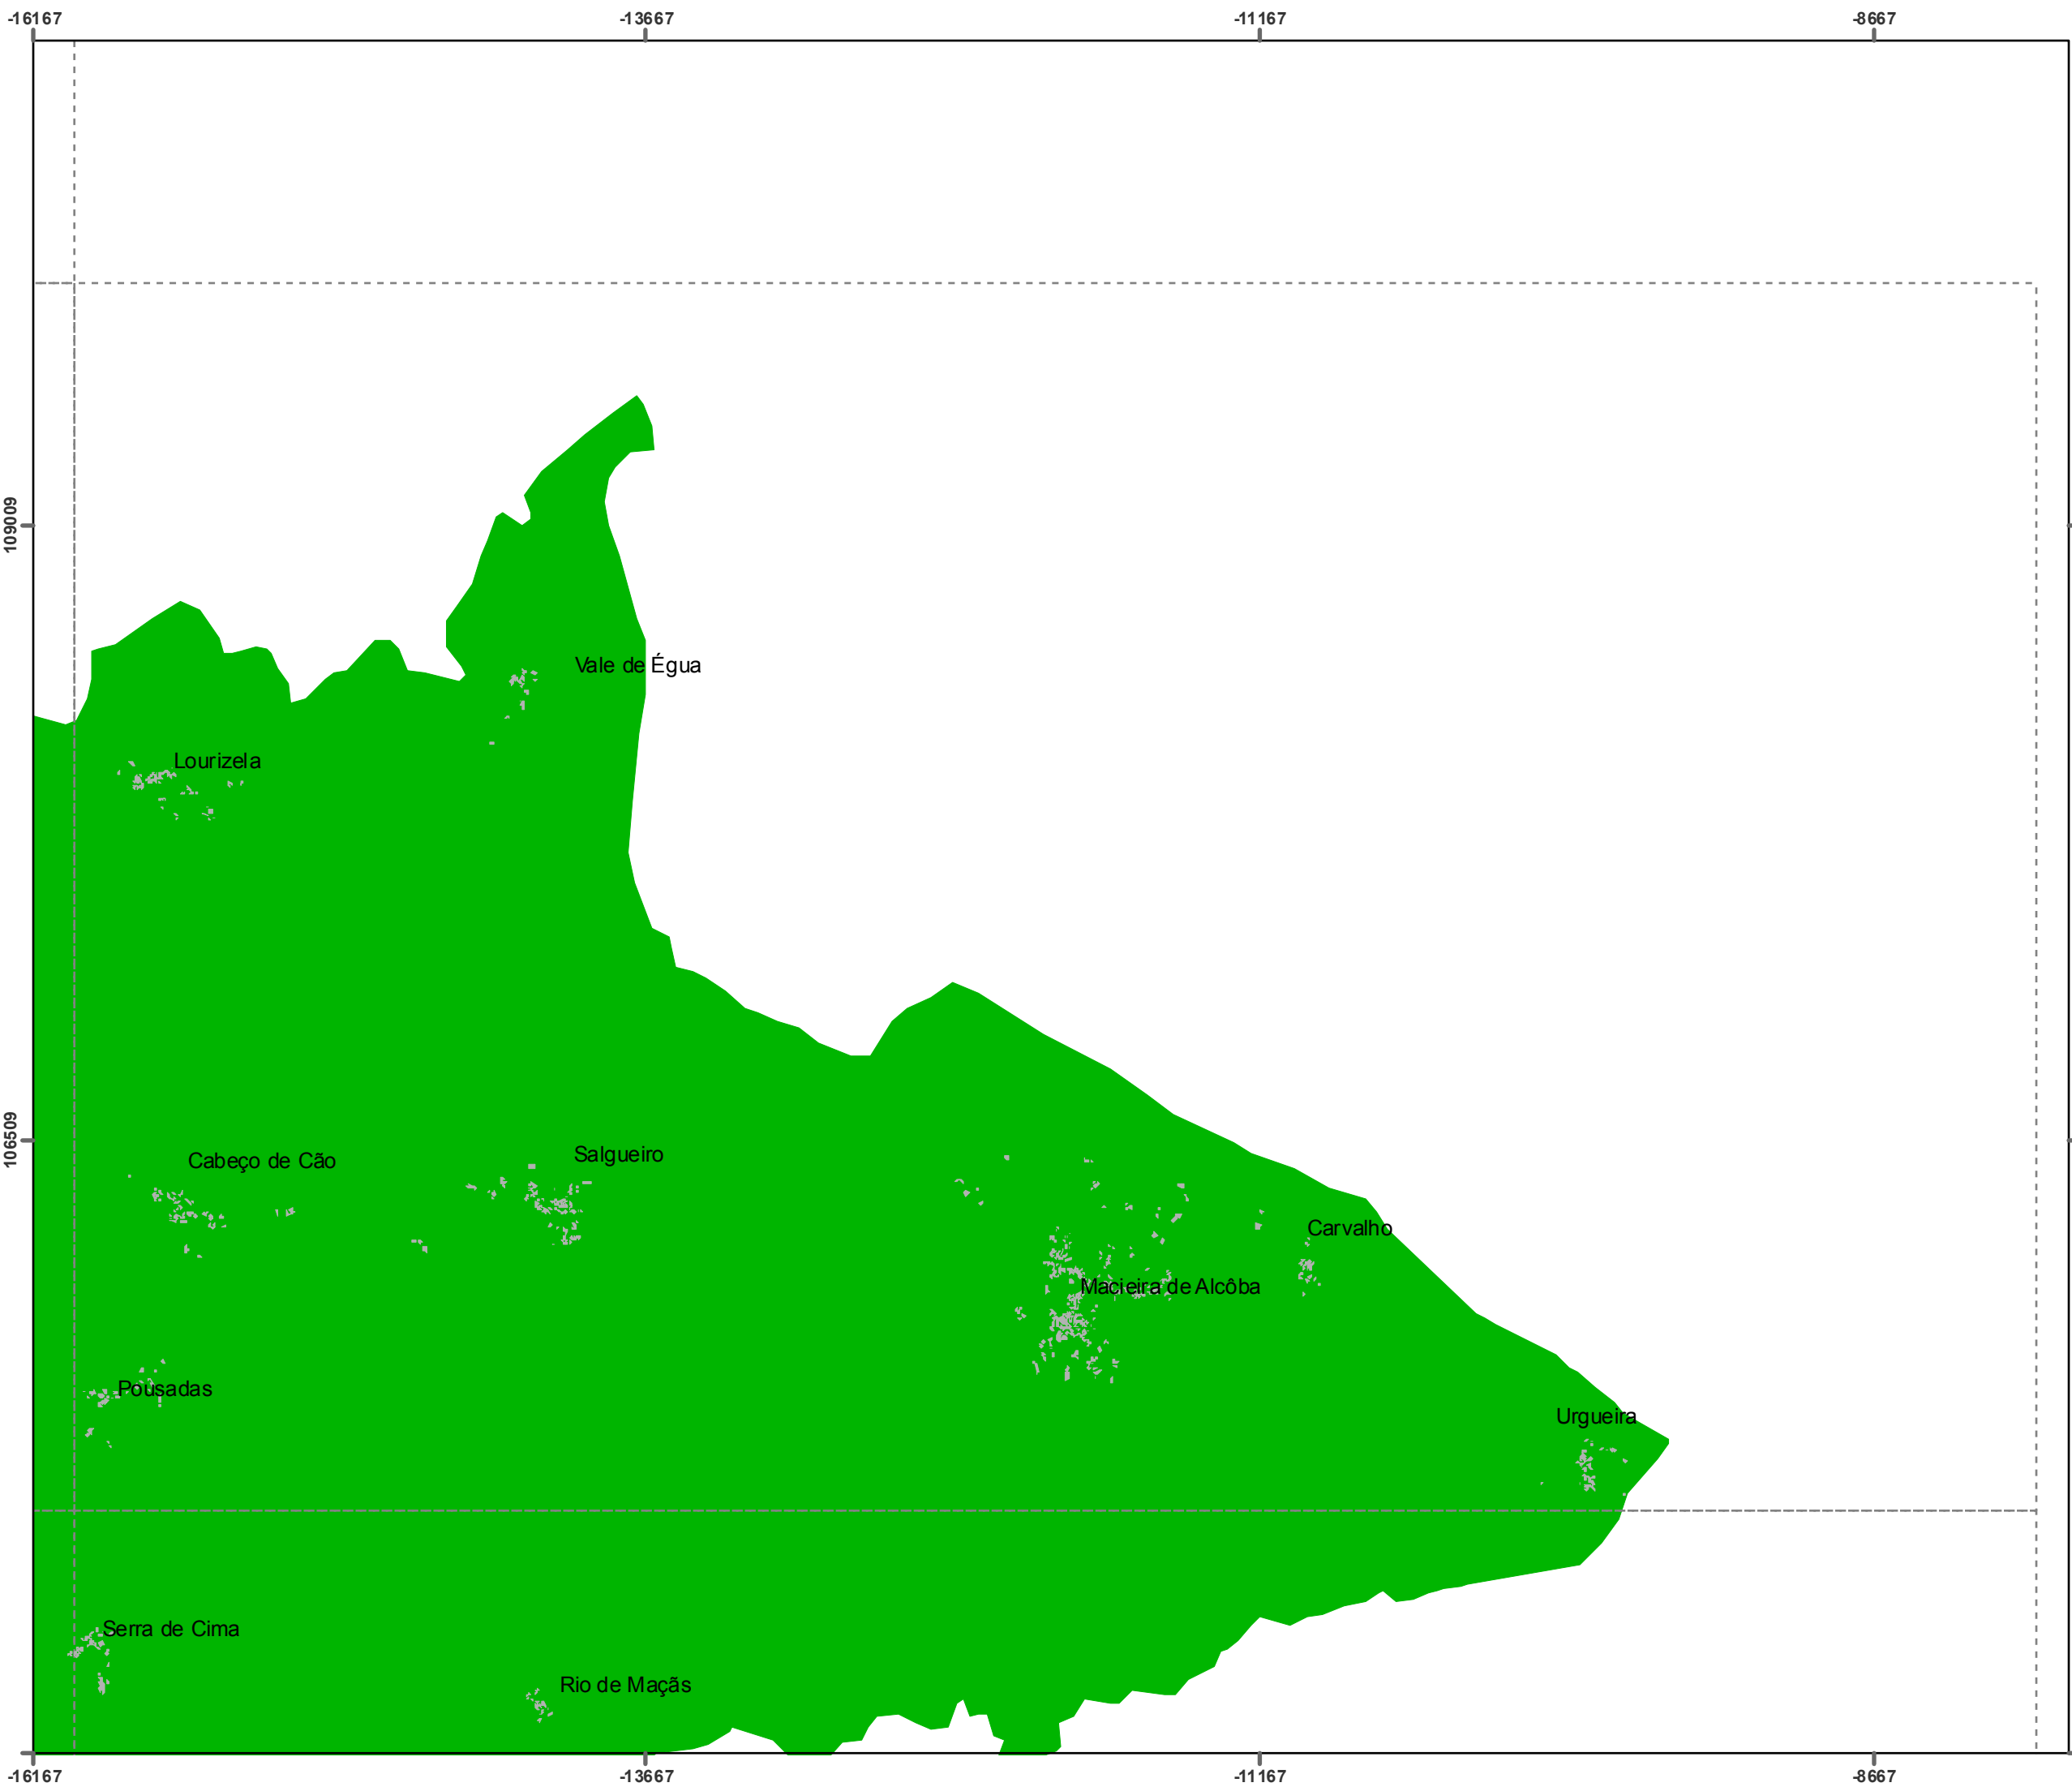 -16167
-13667
-11167
-8667
109009
Vale de Égua
Lourizela
106509
Salgueiro
Cabeço de Cão
Carvalho
Macieira de Alcôba
Pousadas
Urgueira
Serra de Cima
Rio de Maçãs
-16167
-13667
-11167
-8667